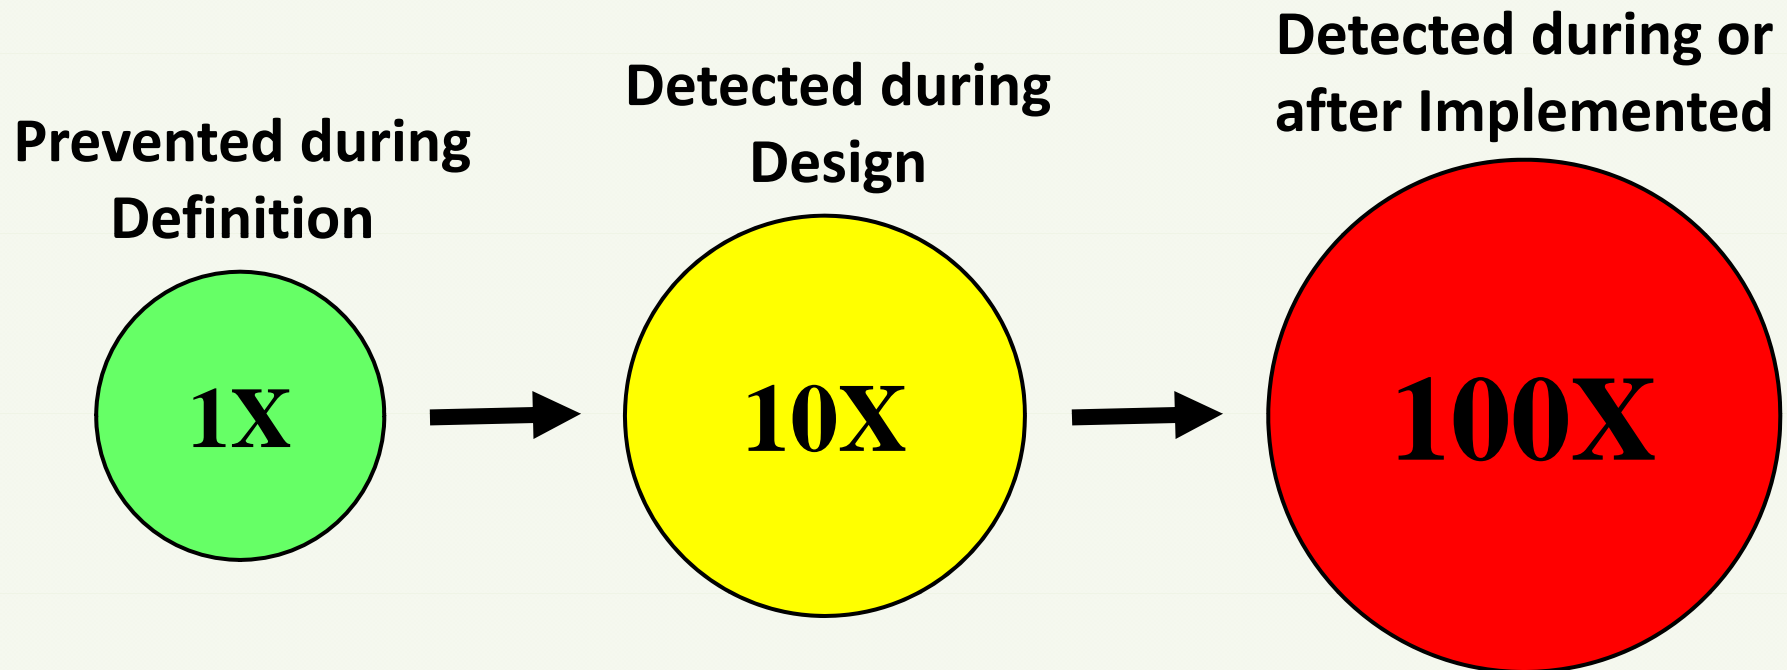 Prevented during
Definition
1X
Detected during
Design
10X
Detected during or
after Implemented
100X